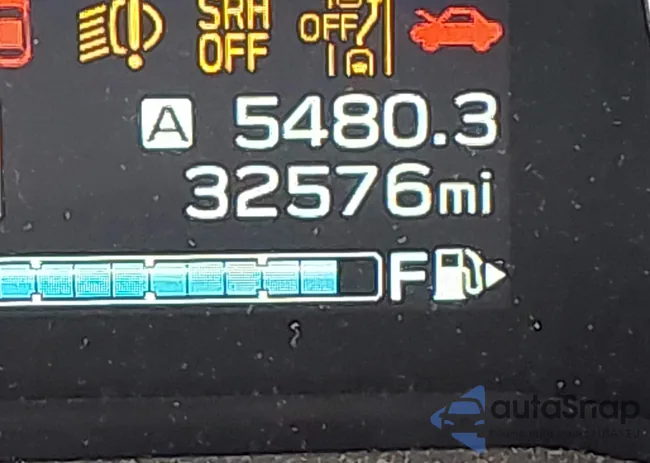 SRH
OFF
OFF
A 5480.3
32576mi
F
autoSnap